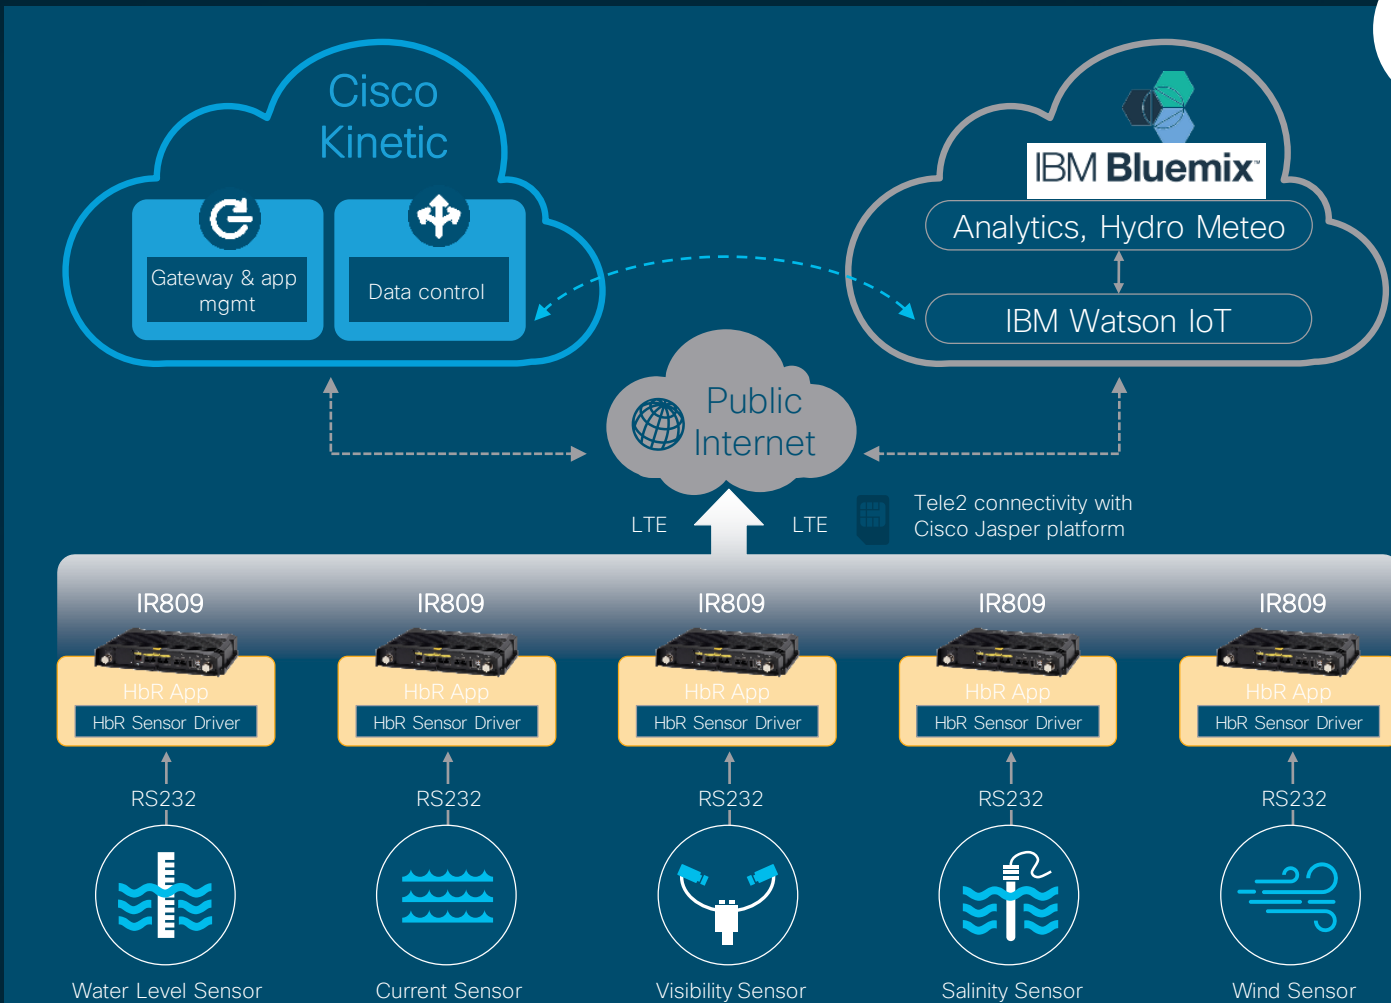 Cisco
Kinetic
Gateway & app
mgmt
Data control
IBM Bluemix™
Analytics, Hydro Meteo
IBM Watson IoT
Public
Internet
LTE
LTE
Tele2 connectivity with
Cisco Jasper platform
IR809
IR809
IR809
IR809
IR809
HbR App
HbR App
HbR App
HbR App
HbR App
HbR Sensor Driver
HbR Sensor Driver
HbR Sensor Driver
HbR Sensor Driver
HbR Sensor Driver
RS232
RS232
RS232
RS232
RS232
Water Level Sensor
Current Sensor
Visibility Sensor
Salinity Sensor
Wind Sensor